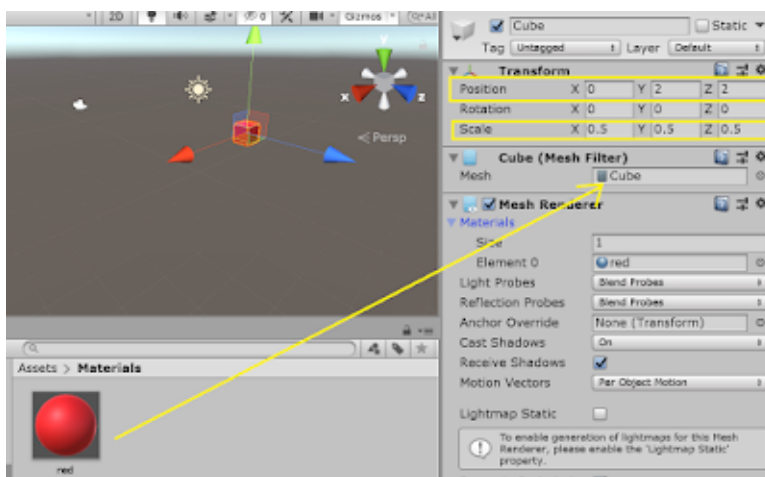 2D
0
Gizmos
All
y
x
z
Persp
Assets > Materials
red
Cube
Static
Tag Untagged Layer Default
Transform
Position X 0 Y 2 Z 2
Rotation X 0 Y 0 Z 0
Scale X 0.5 Y 0.5 Z 0.5
Cube (Mesh Filter)
Mesh Cube
Mesh Renderer
Materials
Size 1
Element 0 red
Light Probes Blend Probes
Reflection Probes Blend Probes
Anchor Override None (Transform)
Cast Shadows On
Receive Shadows
Motion Vectors Per Object Motion
Lightmap Static
To enable generation of lightmaps for this Mesh
Renderer, please enable the 'Lightmap Static'
property.